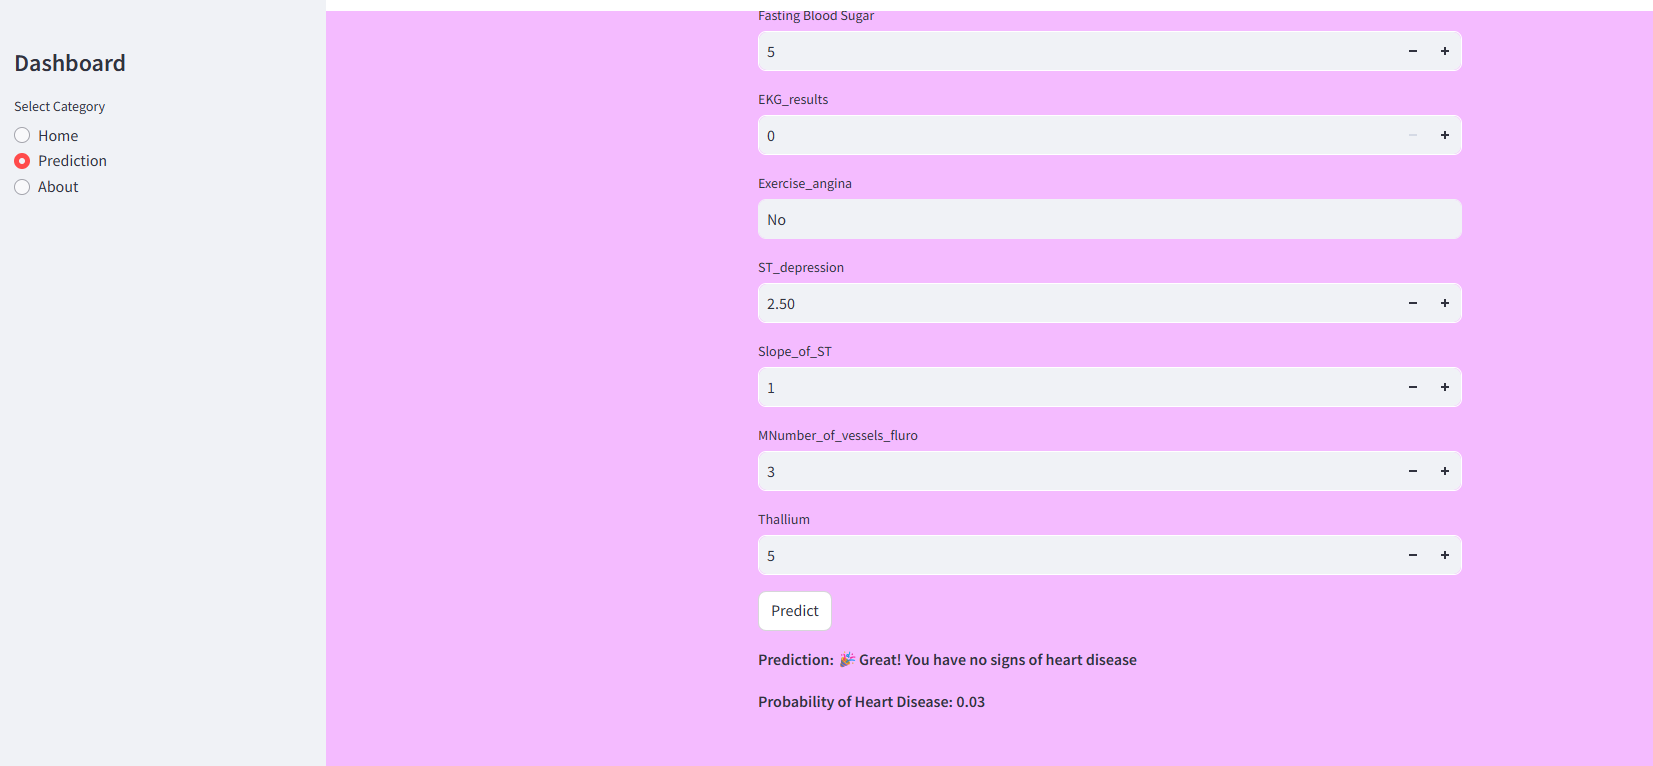 Dashboard
Select Category
Home
Prediction
About
Fasting Blood Sugar
5
EKG_results
0
Exercise_angina
No
ST_depression
2.50
Slope_of_ST
1
MNumber_of_vessels_fluro
3
Thallium
5
Predict
Prediction: 🎉 Great! You have no signs of heart disease
Probability of Heart Disease: 0.03